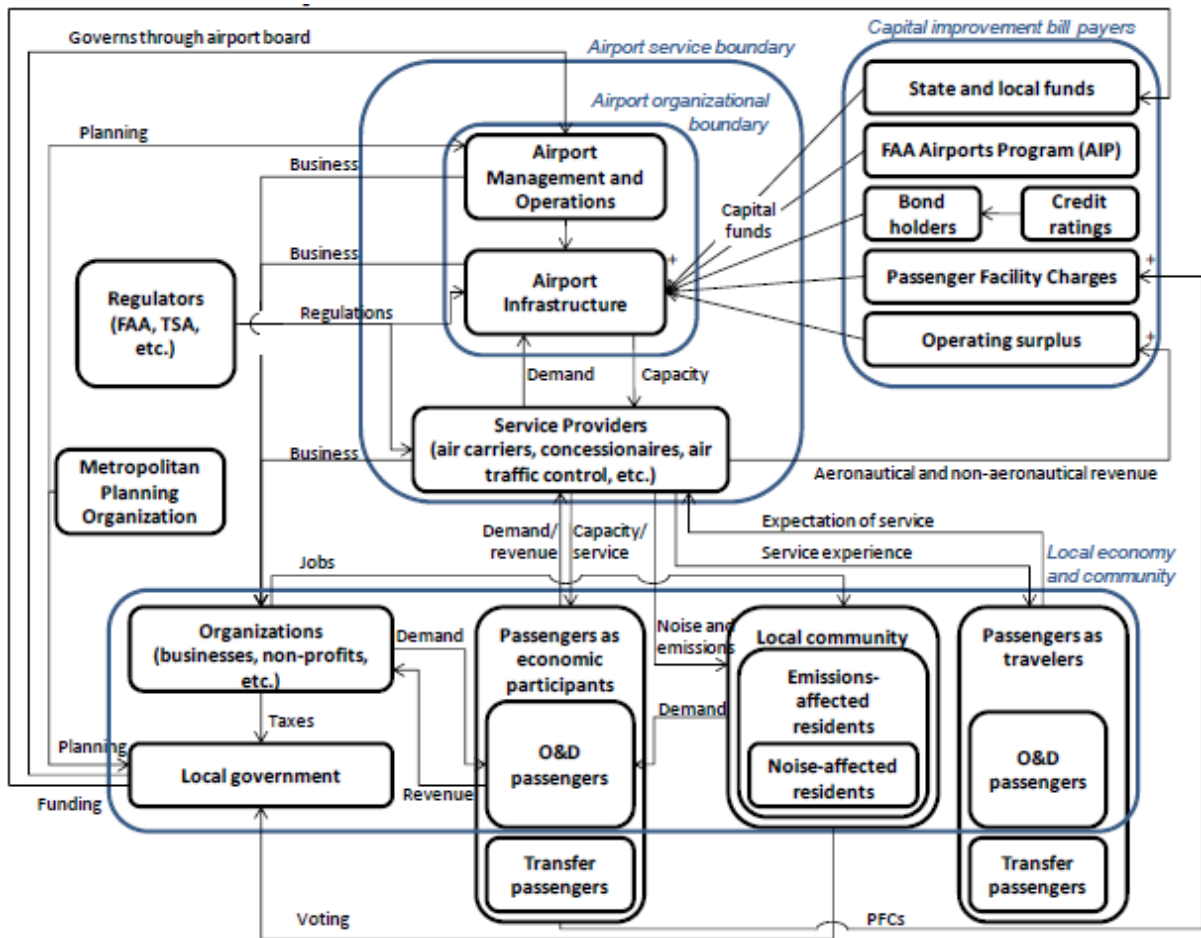 Governs through airport board
Airport service boundary
Capital improvement bill payers
Planning
Airport organizational
boundary
State and local funds
Business
Airport
Management and
Operations
FAA Airports Program (AIP)
Capital
funds
Bond
holders
Credit
ratings
Business
Airport
Infrastructure
+
Passenger Facility Charges
+
Regulators
(FAA, TSA,
etc.)
Regulations
Operating surplus
+
Demand
Capacity
Service Providers
(air carriers, concessionaires, air
traffic control, etc.)
Business
Aeronautical and non-aeronautical revenue
Metropolitan
Planning
Organization
Demand/
revenue
Capacity/
service
Expectation of service
Service experience
Local economy
and community
Jobs
Organizations
(businesses, non-profits,
etc.)
Demand
Passengers as
economic
participants
Noise and
emissions
Local community
Emissions-
affected
residents
Passengers as
travelers
Taxes
Demand
Planning
Local government
O&D
passengers
Noise-affected
residents
O&D
passengers
Funding
Revenue
Transfer
passengers
Transfer
passengers
Voting
PFCs